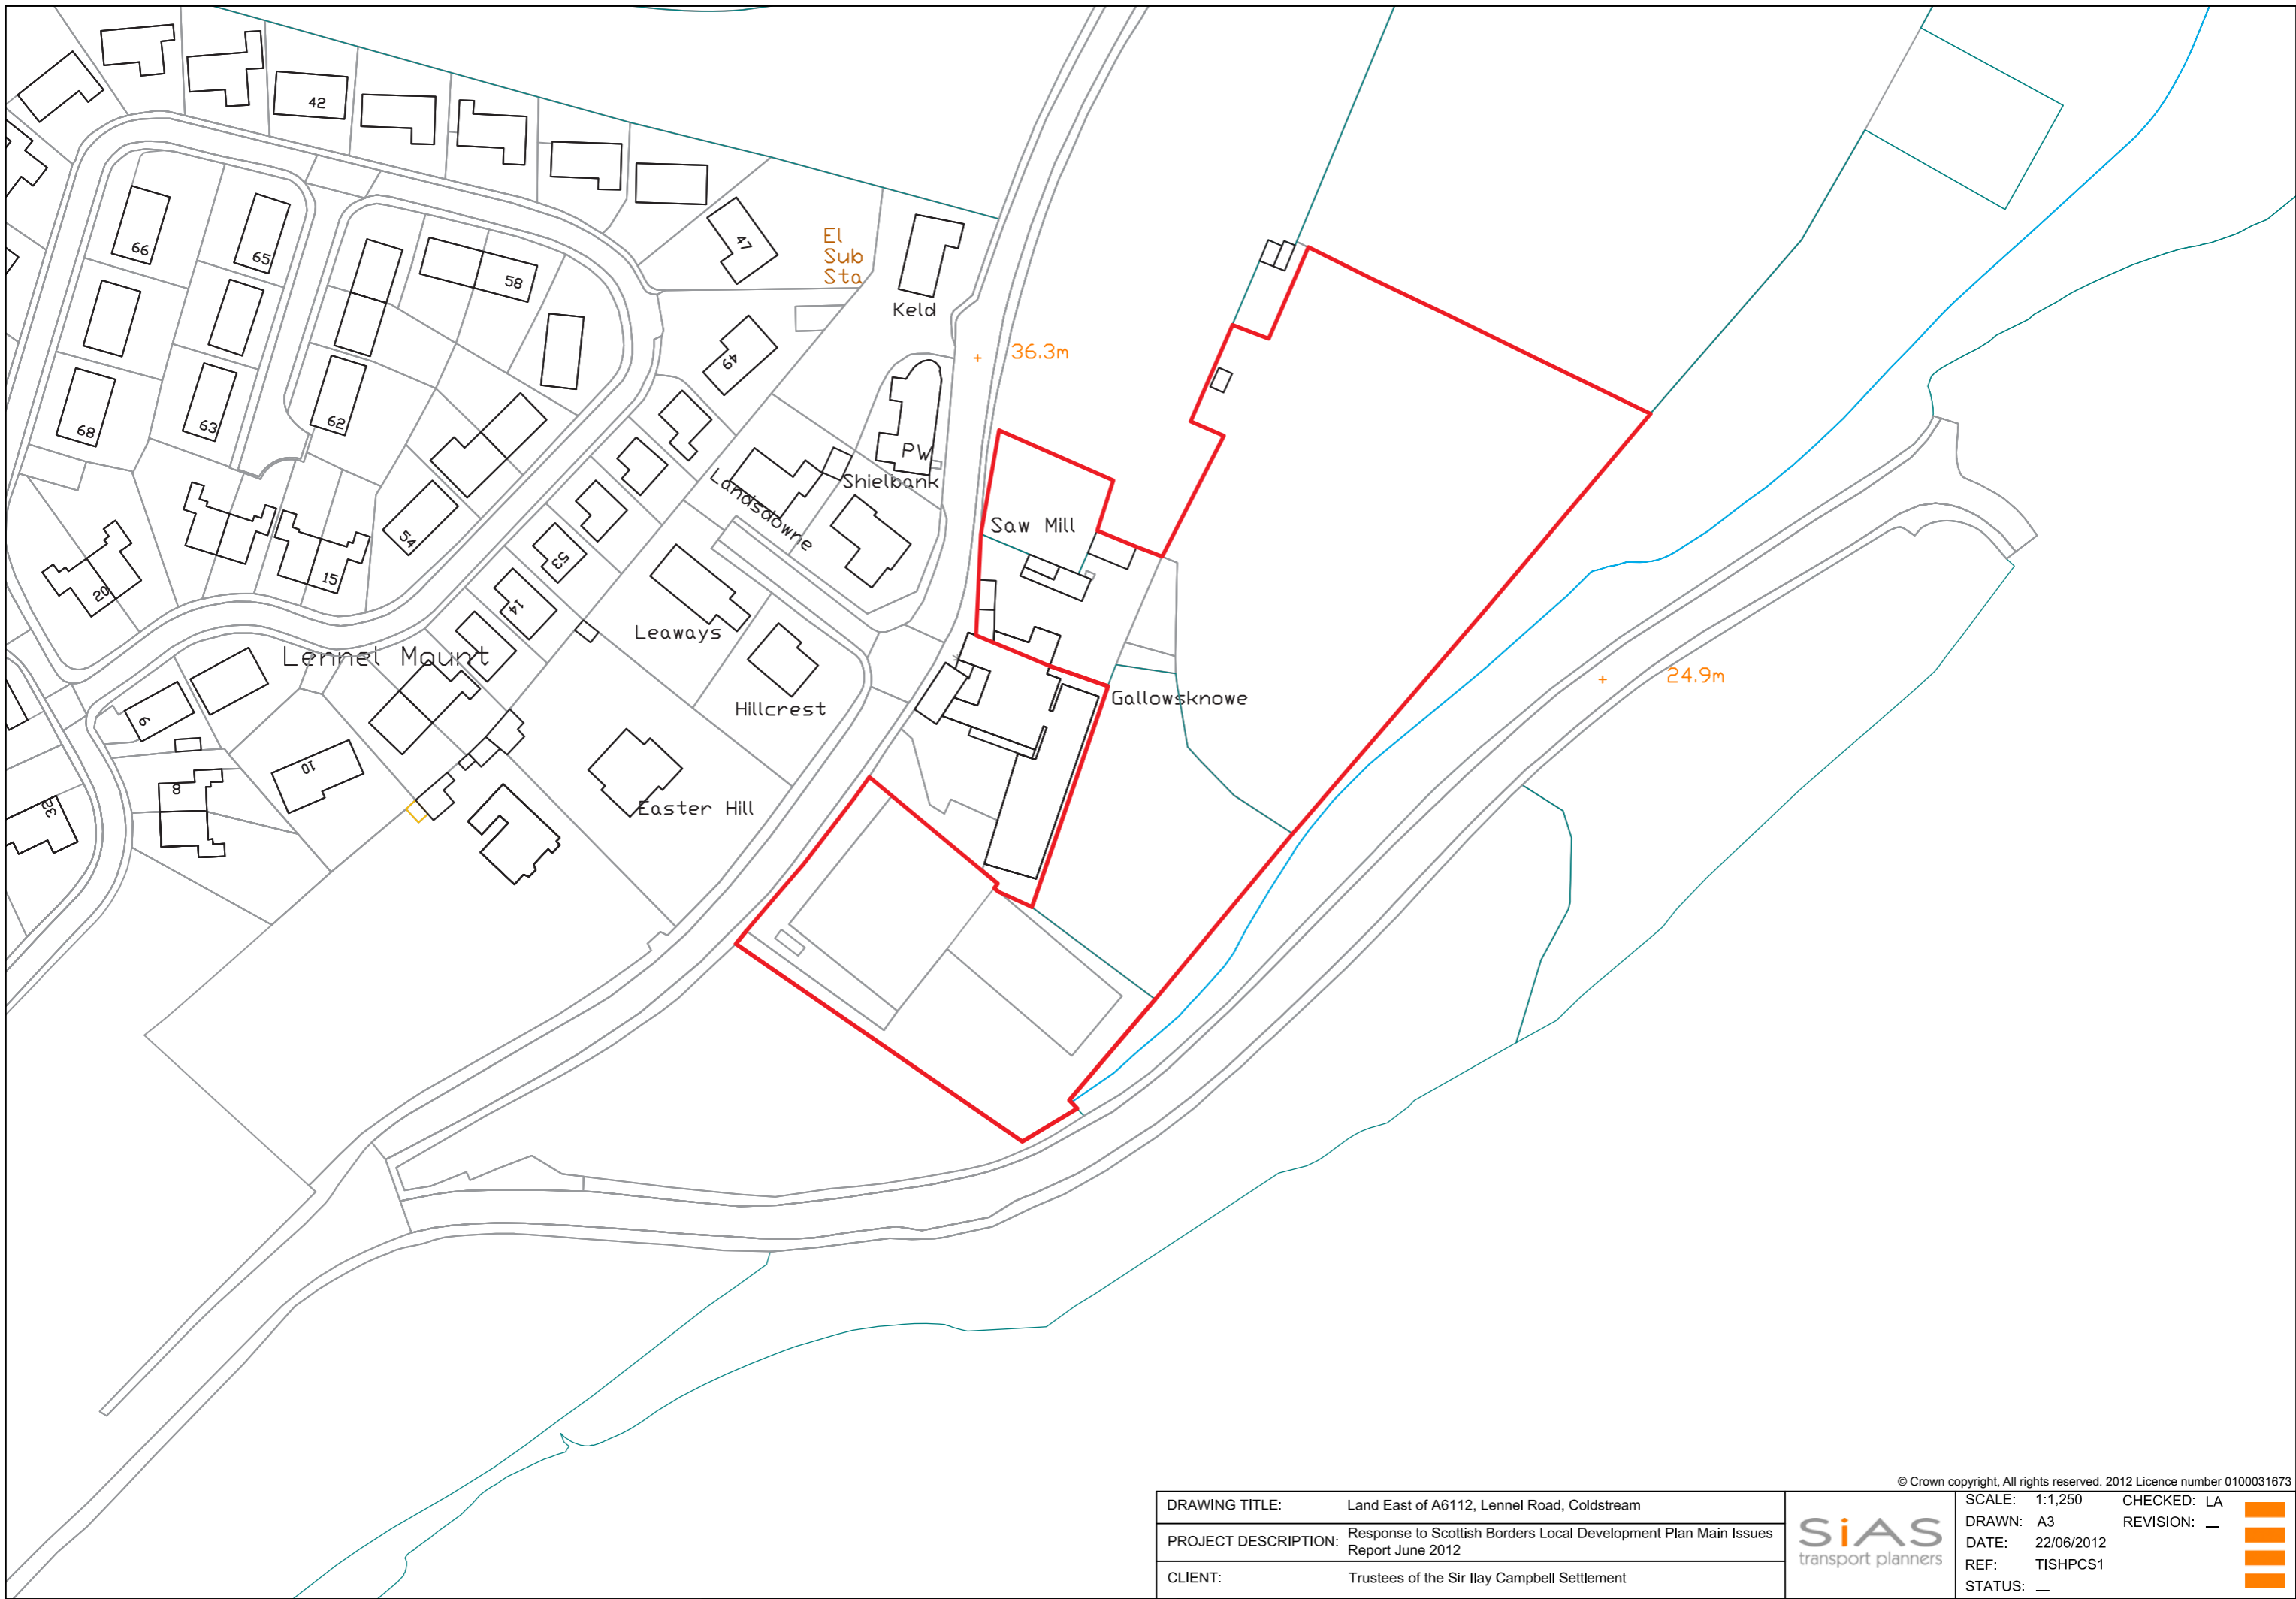 42
47
El
Sub
Sta
Keld
66
65
58
49
36.3m
68
63
62
PW
Landsdowne
Shielbank
Saw Mill
54
53
20
15
14
Leaways
Lennel Mount
Hillcrest
Gallowsknowe
24.9m
9
10
8
32
Easter Hill
© Crown copyright, All rights reserved. 2012 Licence number 0100031673
DRAWING TITLE: Land East of A6112, Lennel Road, Coldstream
PROJECT DESCRIPTION: Response to Scottish Borders Local Development Plan Main Issues
Report June 2012
CLIENT: Trustees of the Sir Ilay Campbell Settlement
SiAS
transport planners
SCALE: 1:1,250 CHECKED: LA
DRAWN: A3 REVISION: —
DATE: 22/06/2012
REF: TISHPCS1
STATUS: —